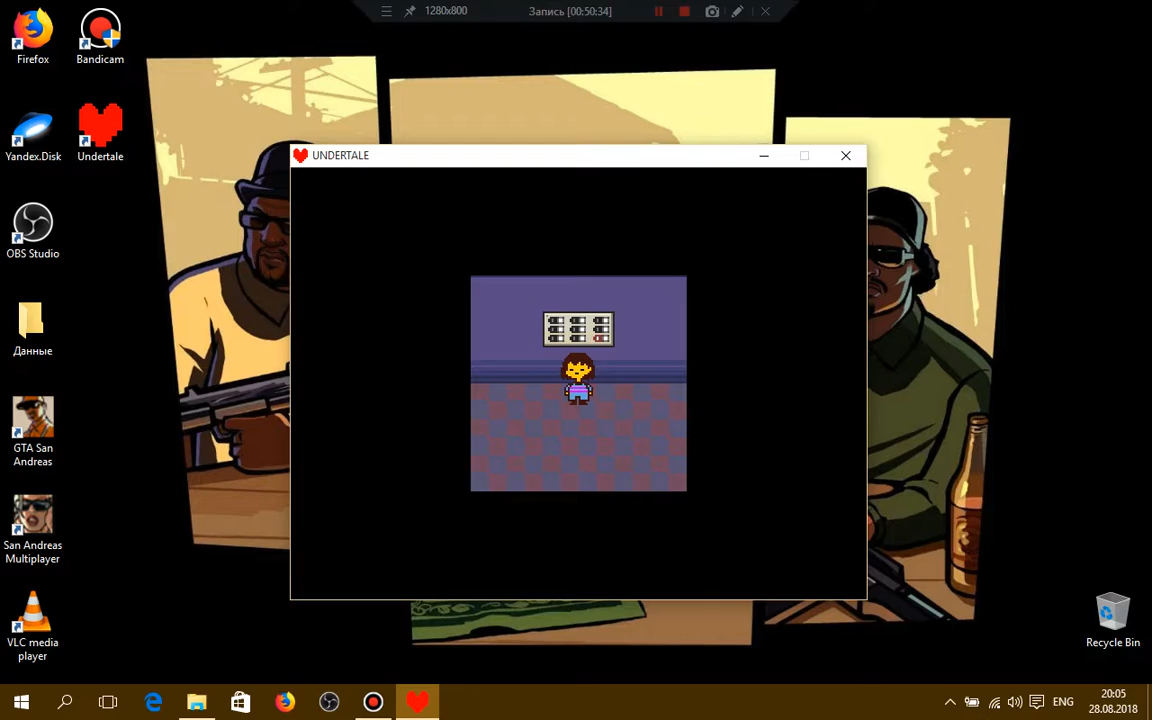 1280x800
Запись [00:50:34]
Firefox
Bandicam
Yandex.Disk
Undertale
UNDERTALE
OBS Studio
Данные
GTA San
Andreas
San Andreas
Multiplayer
VLC media
player
Recycle Bin
ENG
20:05
28.08.2018